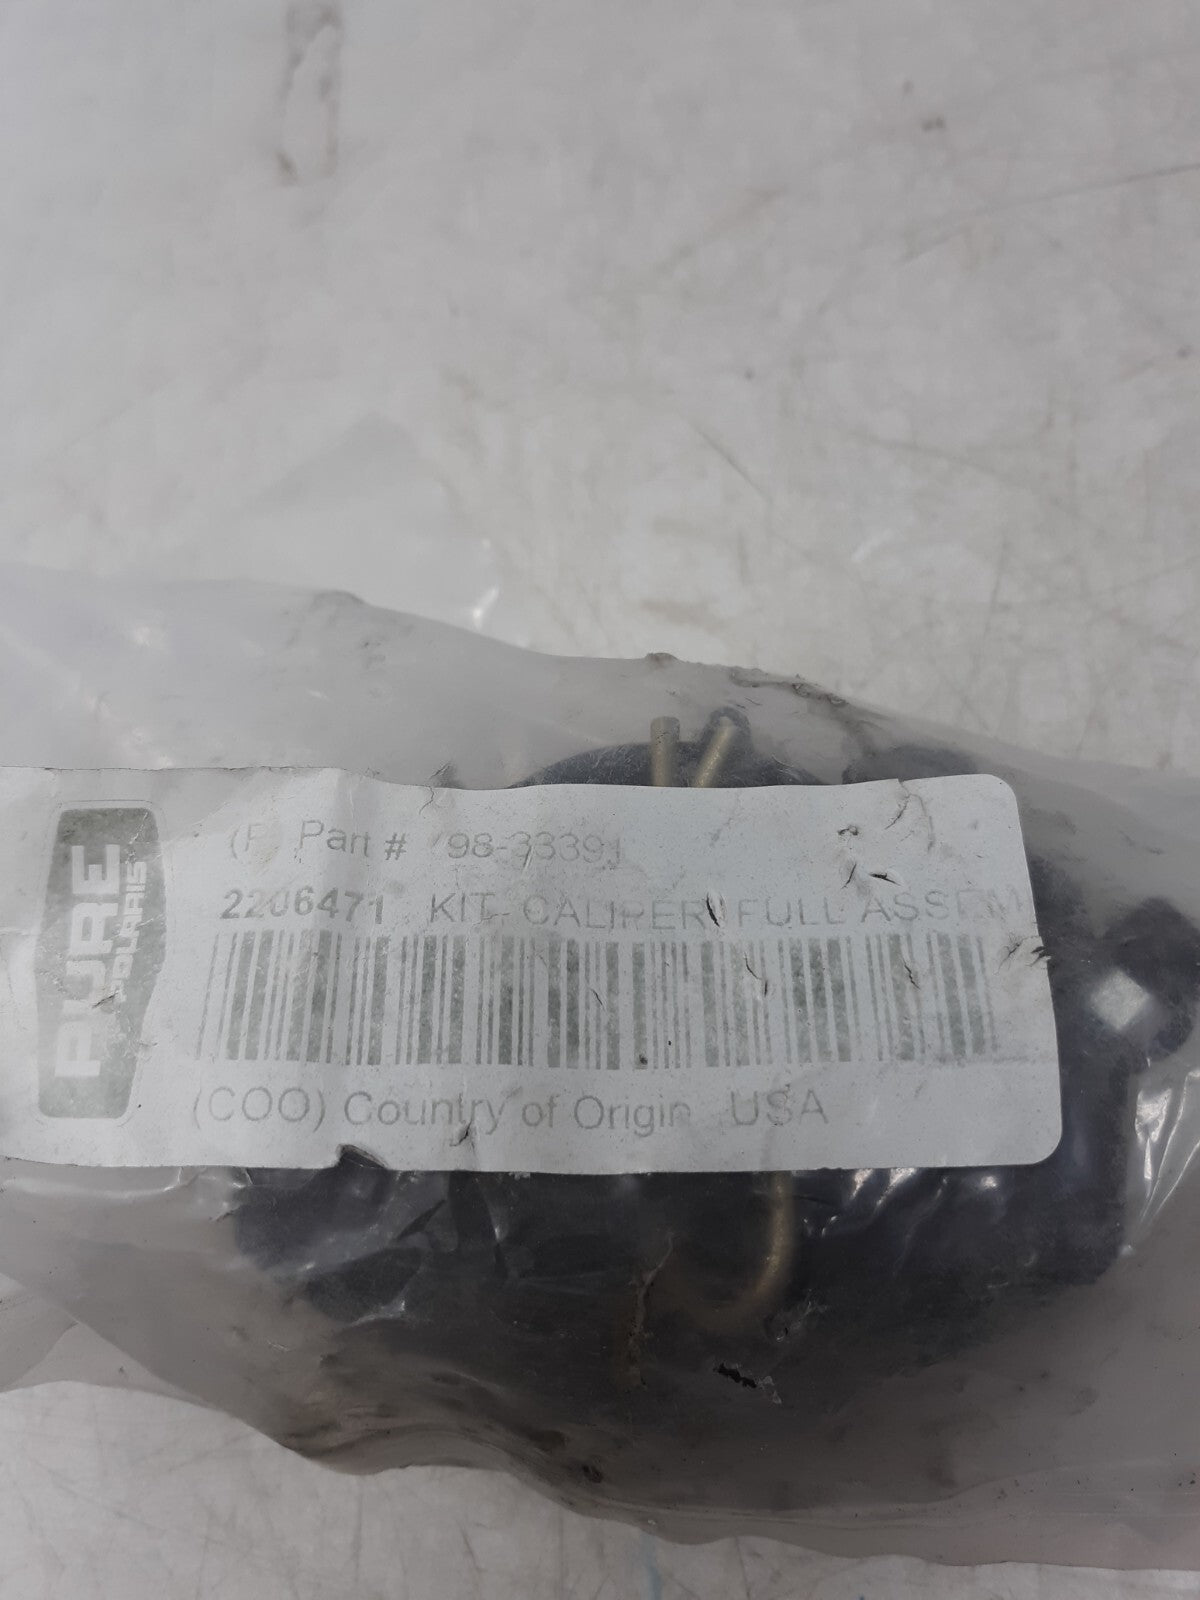 PURE
POLARIS
(P) Part # 98-33391
2206471 KIT- CALIPER, FULL ASSEM
(COO) Country of Origin USA